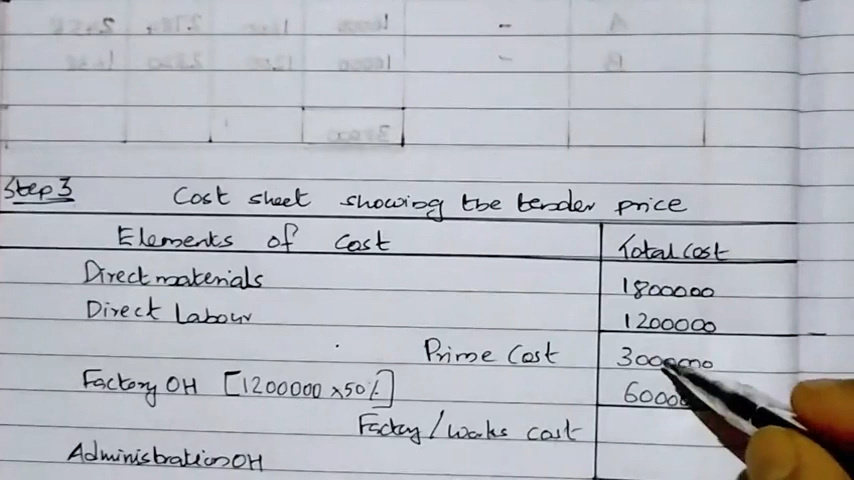 Step 3 Cost sheet showing the tender price
Elements of Cost Total cost
Direct materials 1800000
Direct Labour 1200000
Prime Cost 3000000
Factory OH [1200000 x 50%]
Factory / works cost
Administration OH